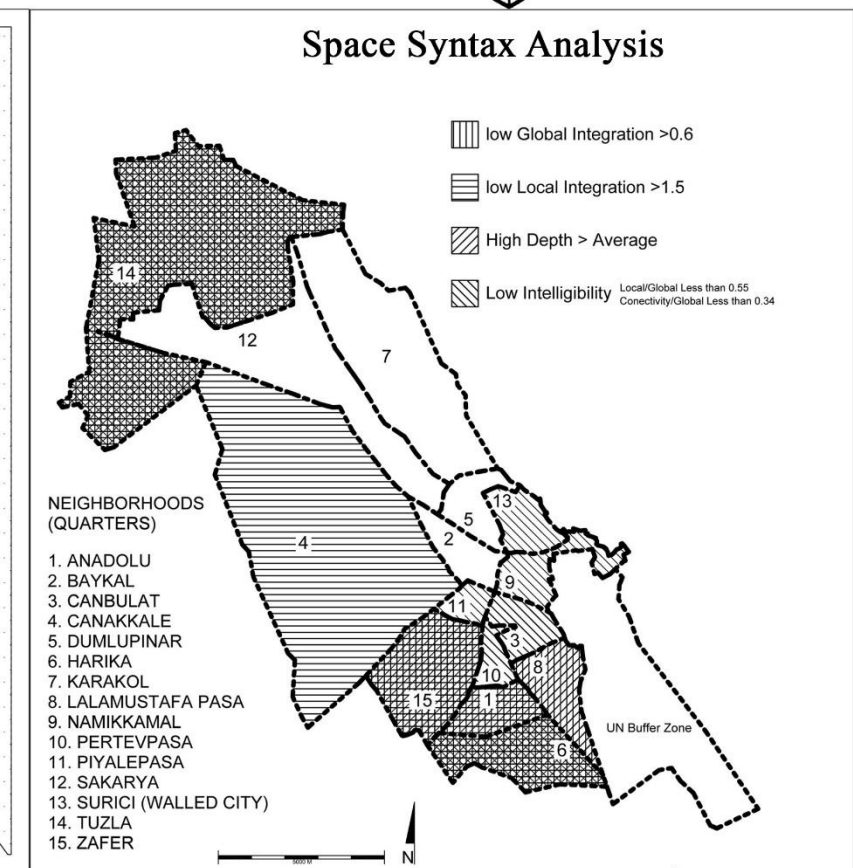 Space Syntax Analysis
low Global Integration >0.6
low Local Integration >1.5
High Depth > Average
Low Intelligibility Local/Global Less than 0.55
Conectivity/Global Less than 0.34
14
12
7
13
5
2
4
9
11
3
8
10
15
1
6
UN Buffer Zone
NEIGHBORHOODS
(QUARTERS)
1. ANADOLU
2. BAYKAL
3. CANBULAT
4. CANAKKALE
5. DUMLUPINAR
6. HARIKA
7. KARAKOL
8. LALAMUSTAFA PASA
9. NAMIKKAMAL
10. PERTEVPASA
11. PIYALEPASA
12. SAKARYA
13. SURICI (WALLED CITY)
14. TUZLA
15. ZAFER
5000 M
N